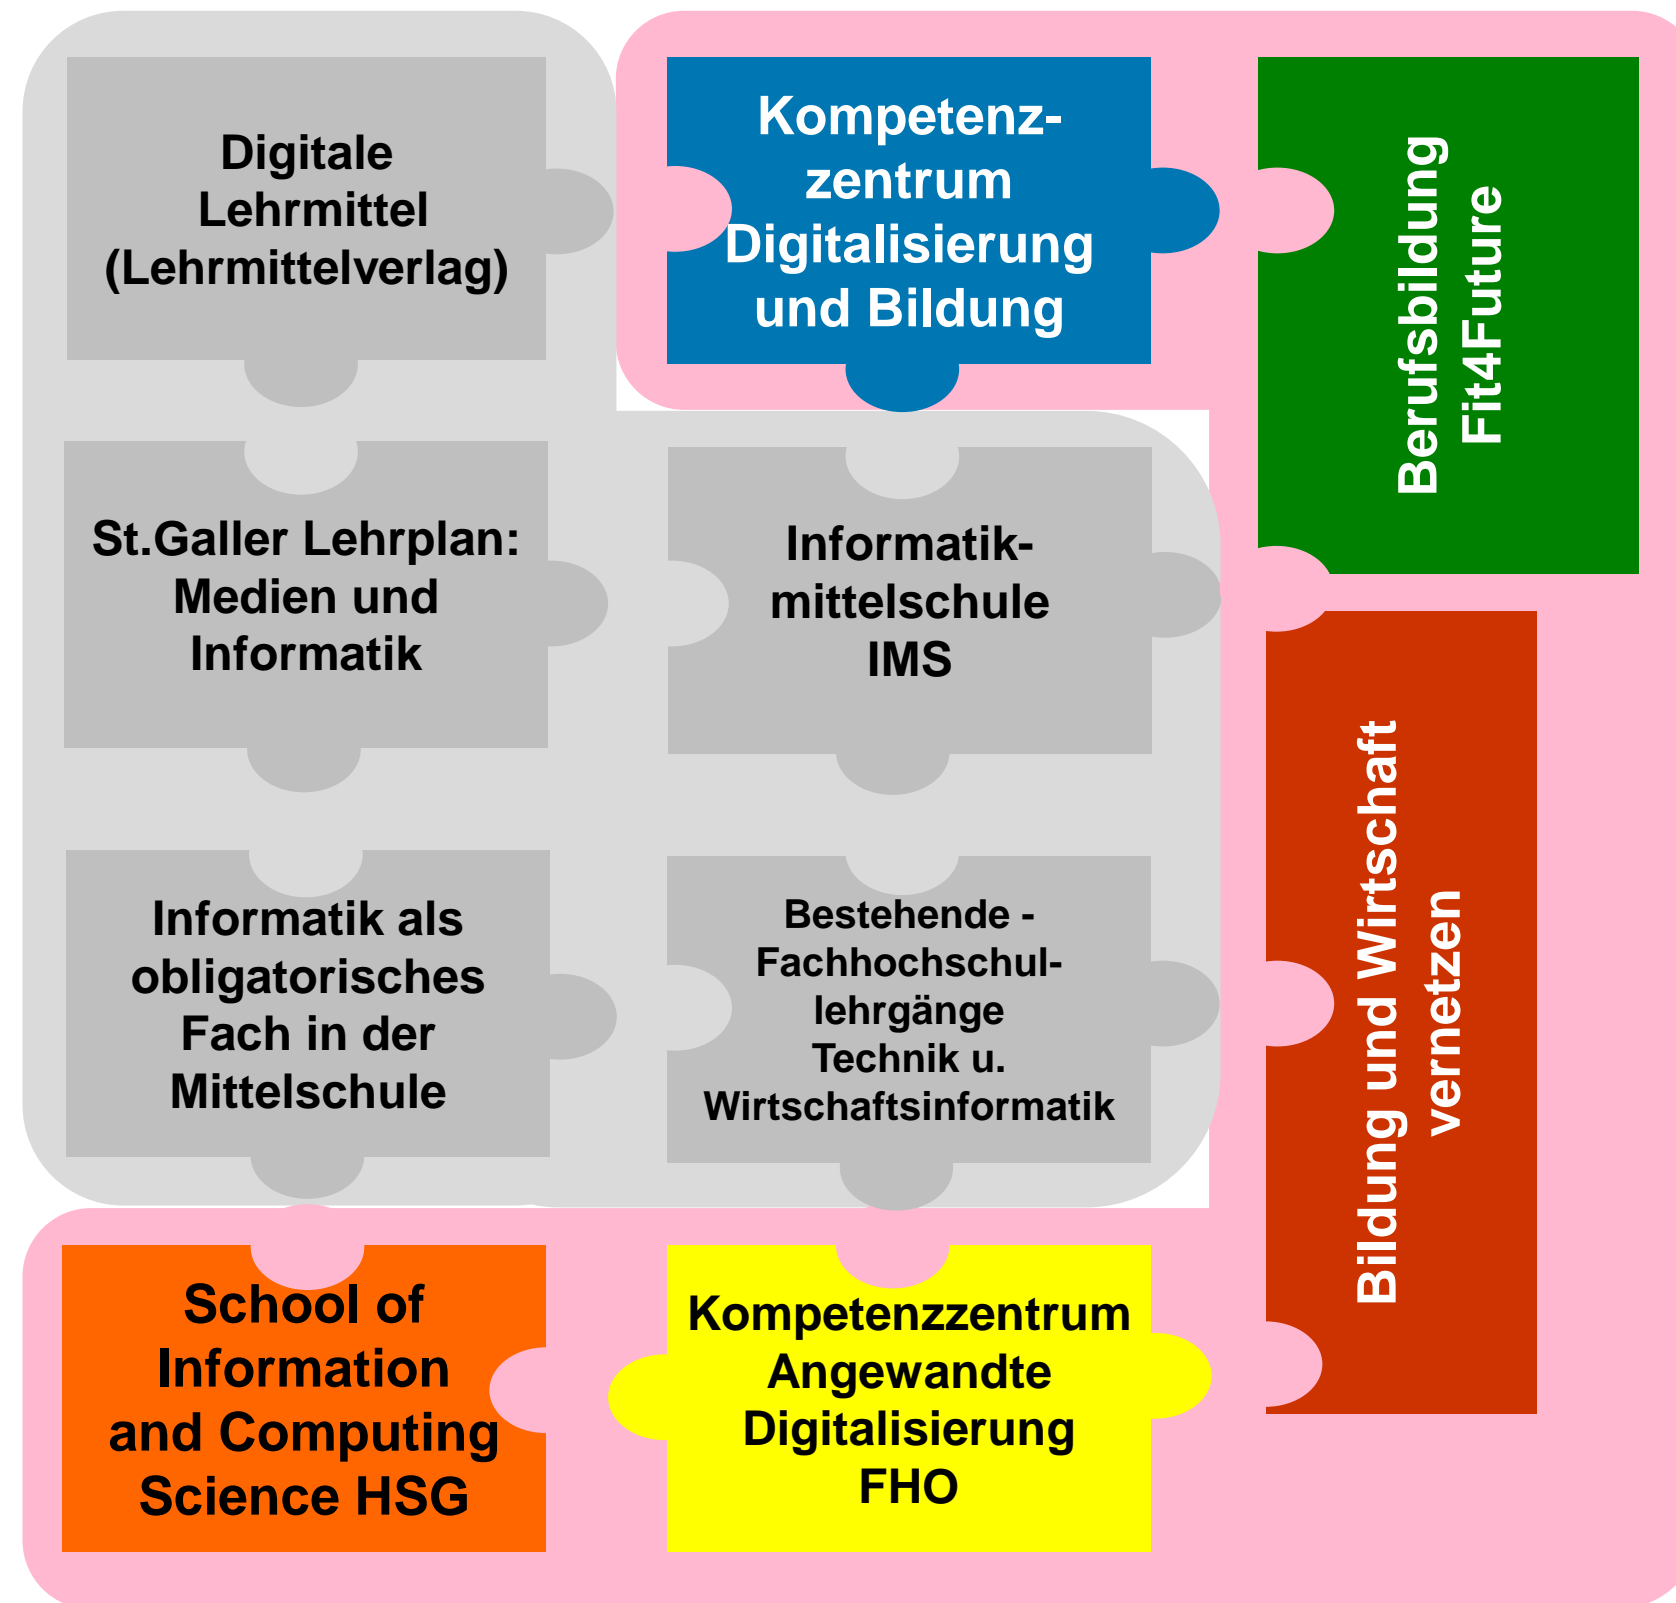 Digitale
Lehrmittel
(Lehrmittelverlag)
Kompetenz-
zentrum
Digitalisierung
und Bildung
Berufsbildung
Fit4Future
St.Galler Lehrplan:
Medien und
Informatik
Informatik-
mittelschule
IMS
Bildung und Wirtschaft
vernetzen
Informatik als
obligatorisches
Fach in der
Mittelschule
Bestehende -
Fachhochschul-
lehrgänge
Technik u.
Wirtschaftsinformatik
School of
Information
and Computing
Science HSG
Kompetenzzentrum
Angewandte
Digitalisierung
FHO